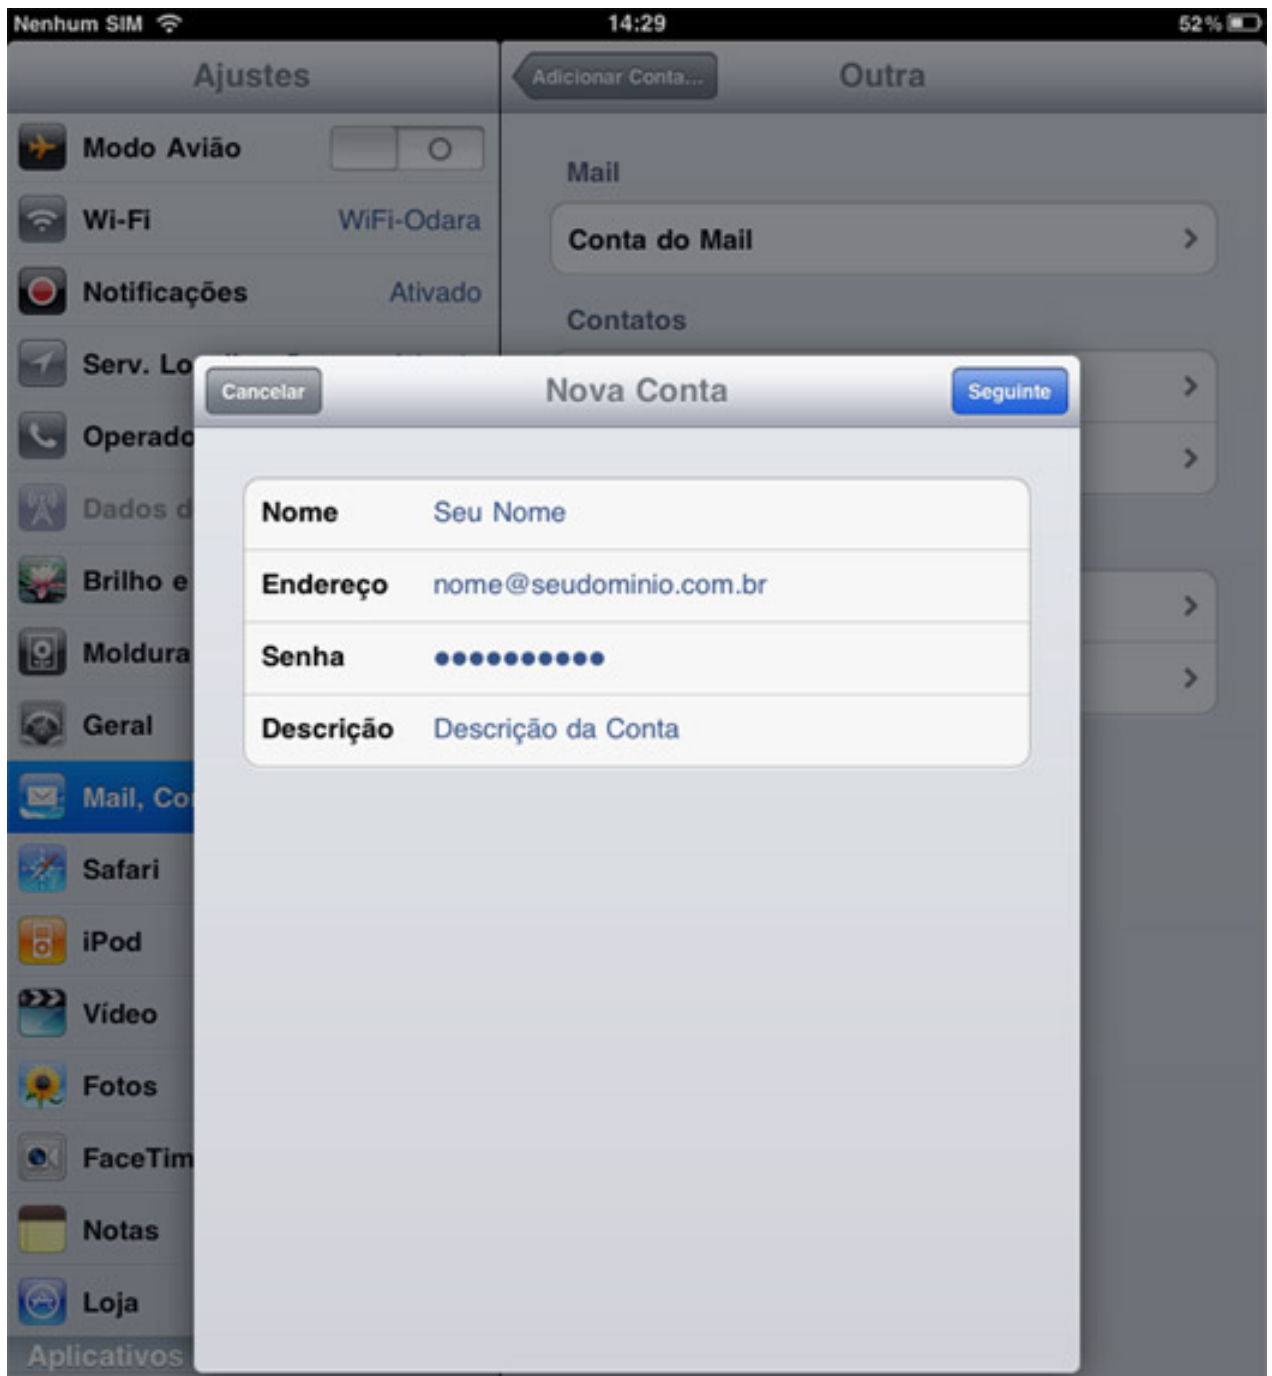 Nenhum SIM 14:29 52%
Ajustes
Adicionar Conta... Outra
Modo Avião
Wi-Fi WiFi-Odara
Notificações Ativado
Serv. Lo
Operado
Dados d
Brilho e
Moldura
Geral
Mail, Co
Safari
iPod
Vídeo
Fotos
FaceTim
Notas
Loja
Aplicativos
Mail
Conta do Mail
Contatos
Cancelar Nova Conta Seguinte
Nome Seu Nome
Endereço nome@seudominio.com.br
Senha ●●●●●●●●●●
Descrição Descrição da Conta